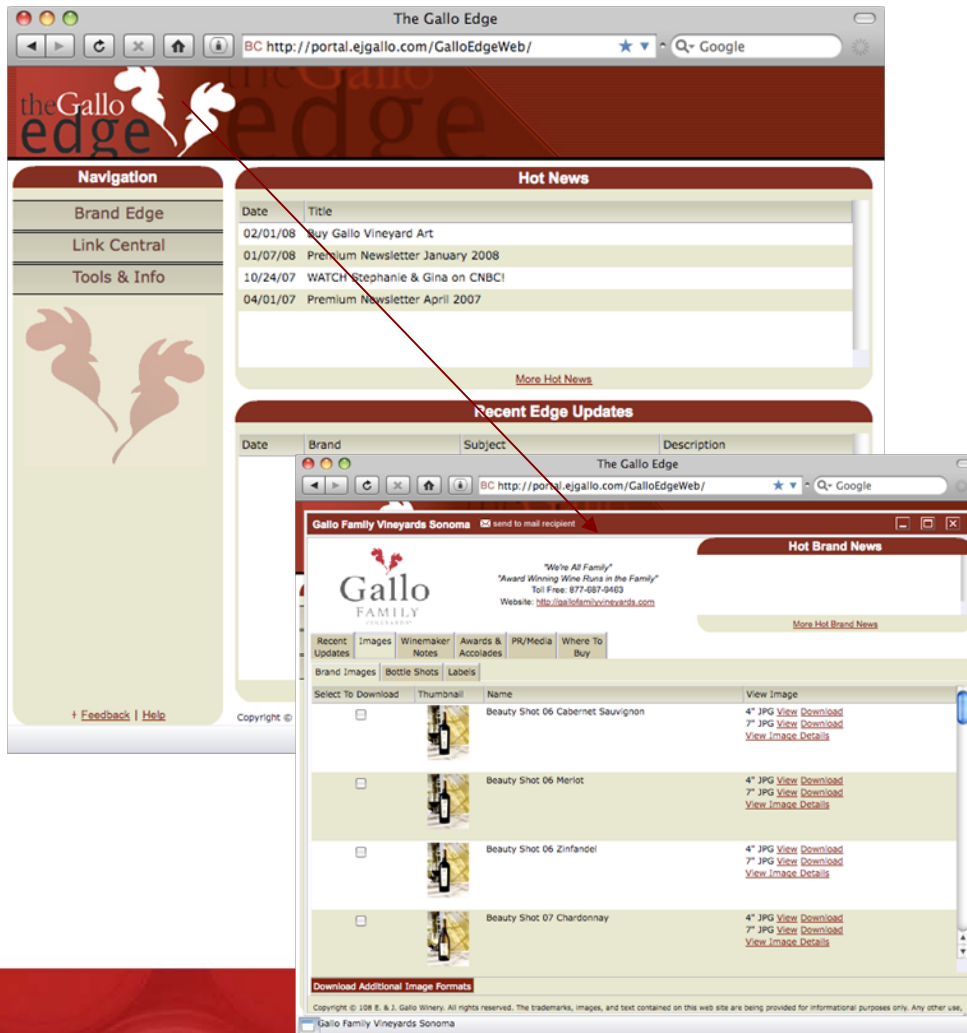 The Gallo Edge
BC http://portal.ejgallo.com/GalloEdgeWeb/
Google
theGallo
edge
the Gallo
edge
Navigation
Brand Edge
Link Central
Tools & Info
Hot News
Date Title
02/01/08 Buy Gallo Vineyard Art
01/07/08 Premium Newsletter January 2008
10/24/07 WATCH Stephanie & Gina on CNBC!
04/01/07 Premium Newsletter April 2007
More Hot News
Recent Edge Updates
Date Brand Subject Description
+ Feedback | Help
Copyright ©
The Gallo Edge
BC http://portal.ejgallo.com/GalloEdgeWeb/
Google
Gallo Family Vineyards Sonoma send to mail recipient
Gallo
FAMILY
VINEYARDS
"We're All Family"
"Award Winning Wine Runs in the Family"
Toll Free: 877-687-9463
Website: http://gallofamilyvineyards.com
Hot Brand News
More Hot Brand News
Recent Updates
Images
Winemaker Notes
Awards & Accolades
PR/Media
Where To Buy
Brand Images Bottle Shots Labels
Select To Download Thumbnail Name View Image
Beauty Shot 06 Cabernet Sauvignon 4" JPG View Download
7" JPG View Download
View Image Details
Beauty Shot 06 Merlot 4" JPG View Download
7" JPG View Download
View Image Details
Beauty Shot 06 Zinfandel 4" JPG View Download
7" JPG View Download
View Image Details
Beauty Shot 07 Chardonnay 4" JPG View Download
7" JPG View Download
View Image Details
Download Additional Image Formats
Copyright © 108 E. & J. Gallo Winery. All rights reserved. The trademarks, images, and text contained on this web site are being provided for informational purposes only. Any other use,
Gallo Family Vineyards Sonoma